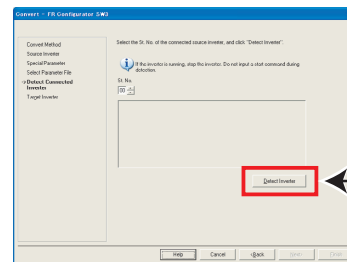 Convert - FR Configurator SW3
Convert Method
Source Inverter
Special Parameter
Select Parameter File
Detect Connected
Inverter
Target Inverter
Select the St. No. of the connected source inverter, and click "Detect Inverter".
If the inverter is running, stop the inverter. Do not input a start command during
detection.
St. No.
00
Detect Inverter
Help
Cancel
<Back
Next>
Finish